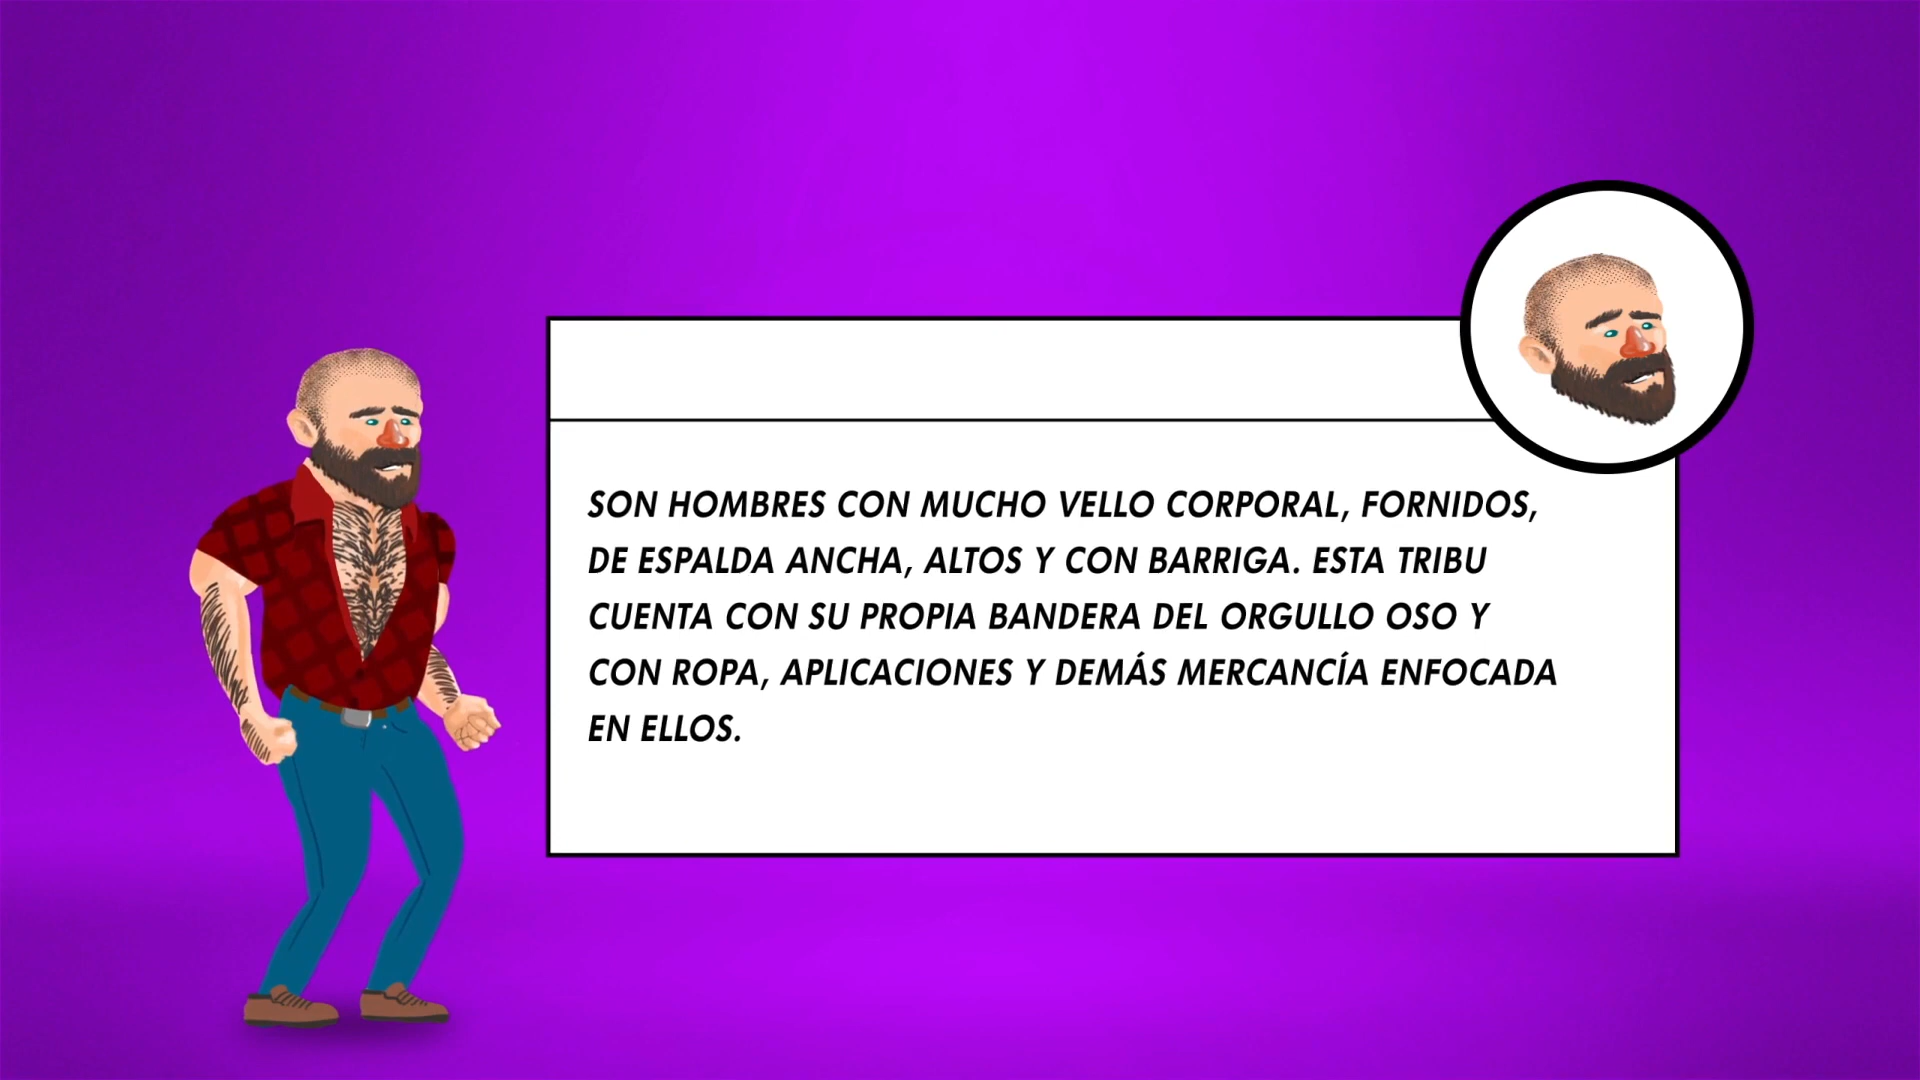 SON HOMBRES CON MUCHO VELLO CORPORAL, FORNIDOS,
DE ESPALDA ANCHA, ALTOS Y CON BARRIGA. ESTA TRIBU
CUENTA CON SU PROPIA BANDERA DEL ORGULLO OSO Y
CON ROPA, APLICACIONES Y DEMÁS MERCANCÍA ENFOCADA
EN ELLOS.